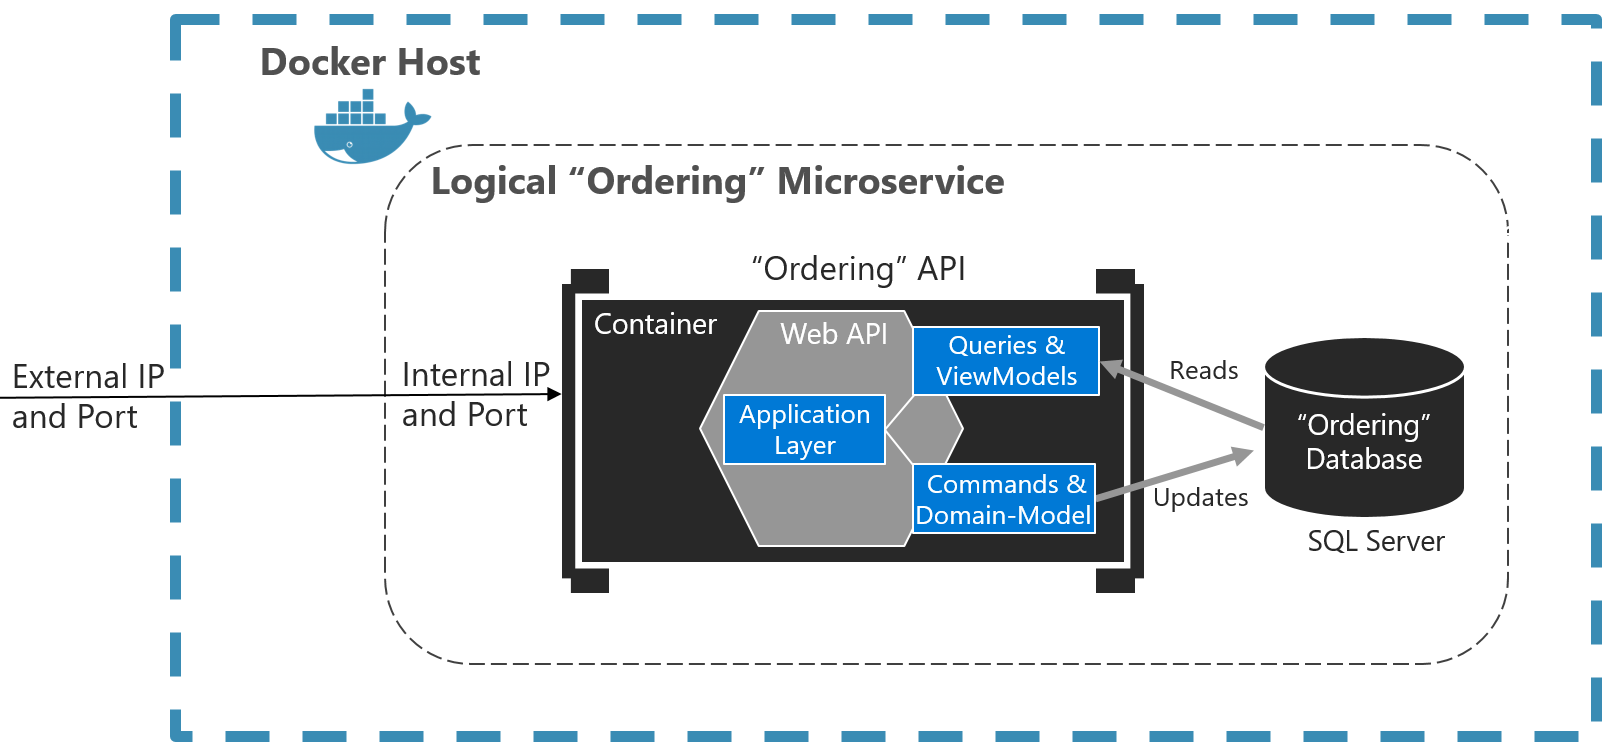 Docker Host
Logical “Ordering” Microservice
“Ordering” API
Container
Web API
Queries &
ViewModels
Reads
External IP
and Port
Internal IP
and Port
Application
Layer
“Ordering”
Database
Commands &
Domain-Model
Updates
SQL Server